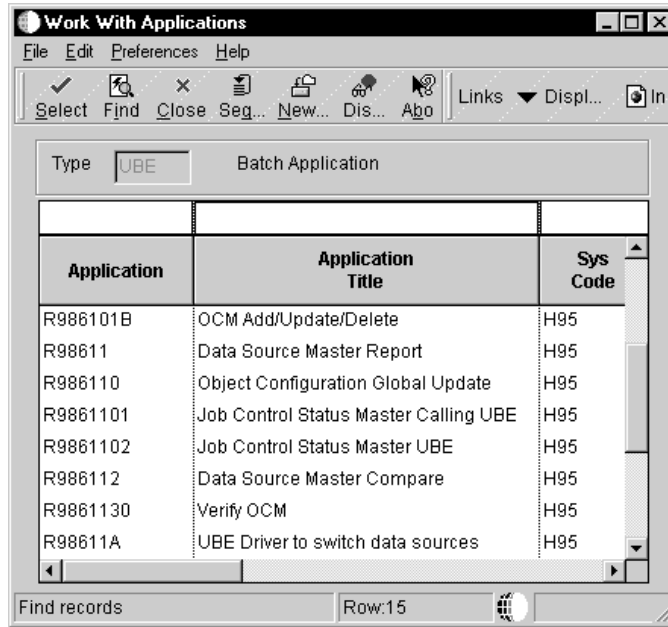 Work With Applications
File Edit Preferences Help
Select Find Close Seq... New... Dis... Abo Links Displ... In
Type UBE Batch Application
Application Application Title Sys Code
R986101B OCM Add/Update/Delete H95
R98611 Data Source Master Report H95
R986110 Object Configuration Global Update H95
R9861101 Job Control Status Master Calling UBE H95
R9861102 Job Control Status Master UBE H95
R986112 Data Source Master Compare H95
R9861130 Verify OCM H95
R98611A UBE Driver to switch data sources H95
Find records Row:15